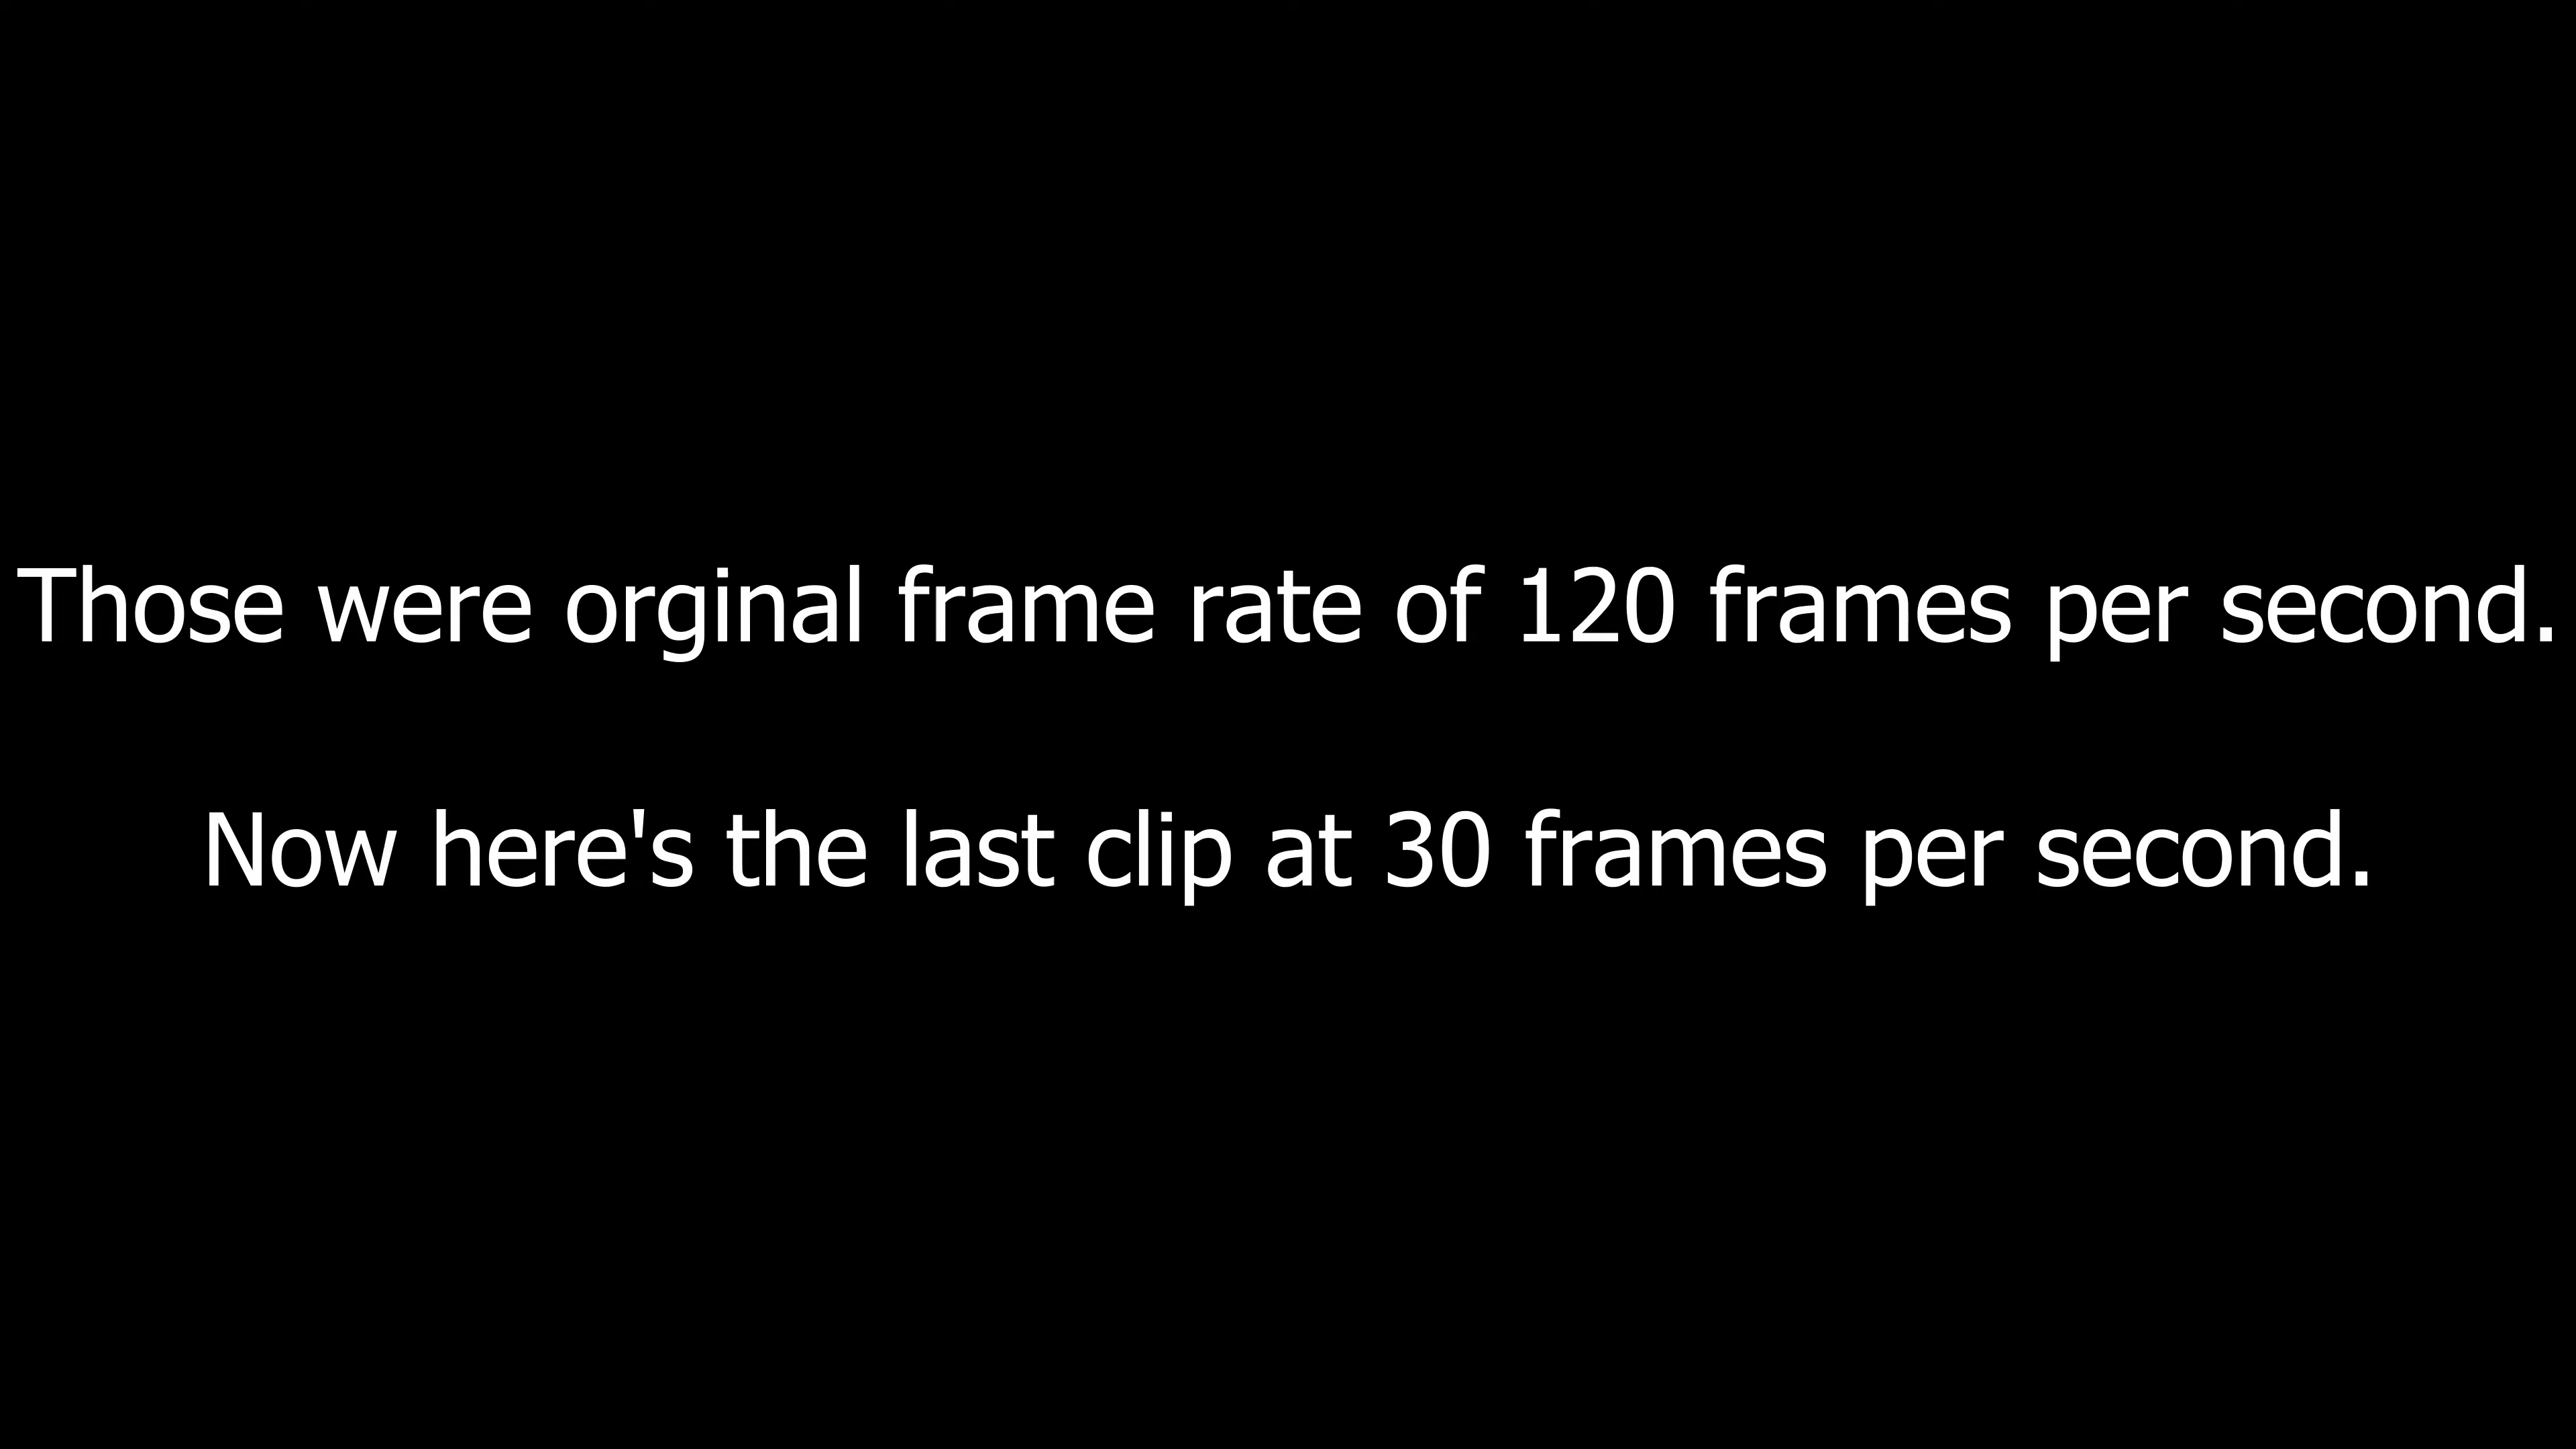 Those were orginal frame rate of 120 frames per second.
Now here's the last clip at 30 frames per second.